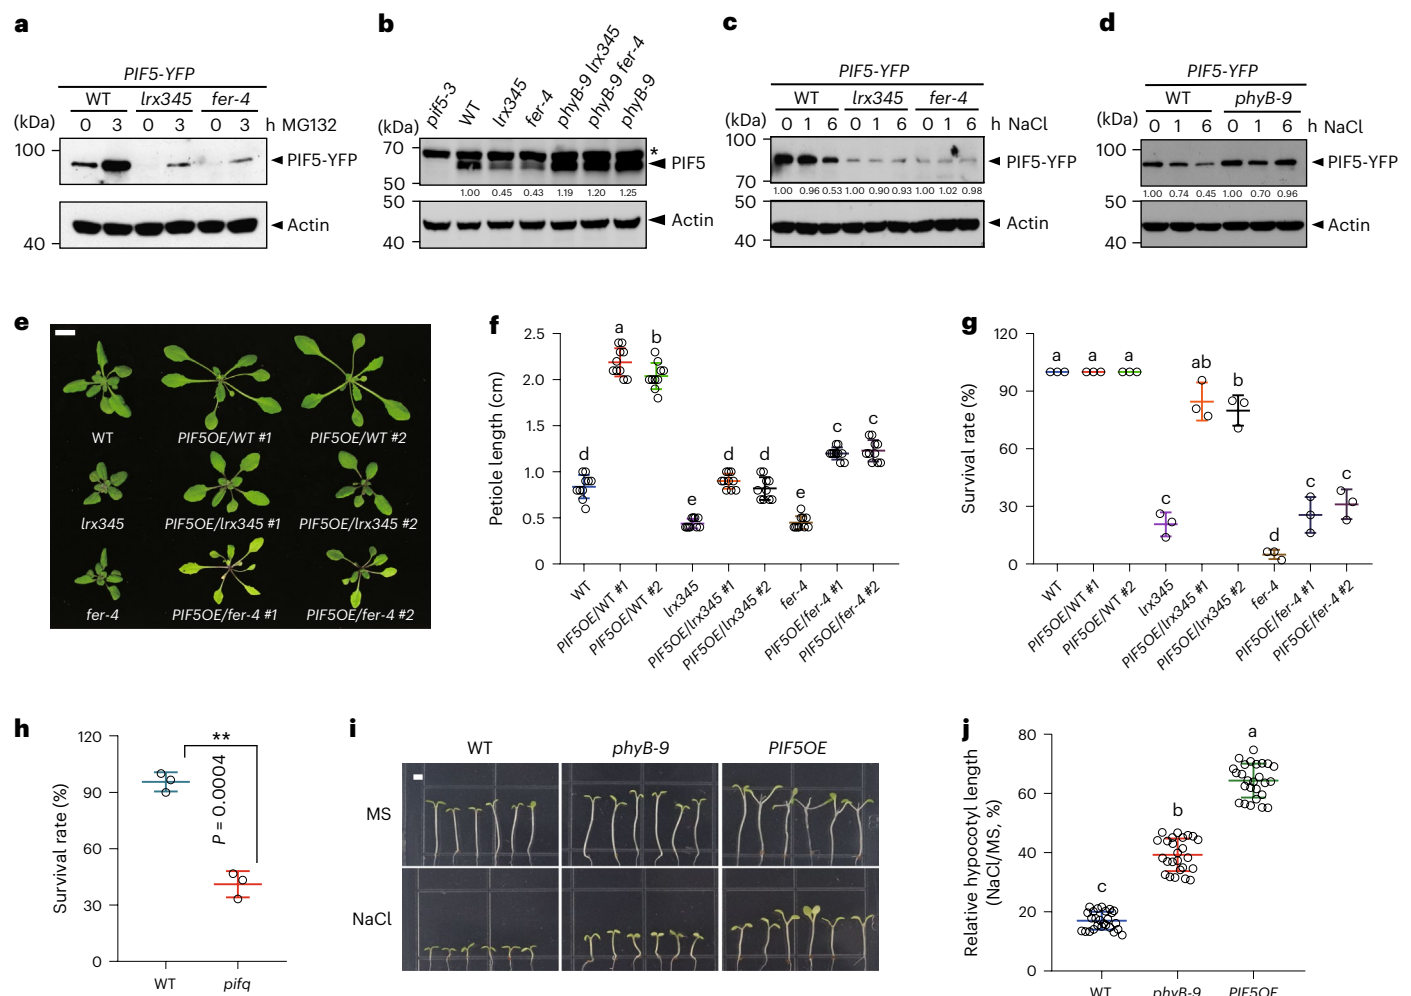 a
PIF5-YFP
WT lrx345 fer-4
(kDa) 0 3 0 3 0 3 h MG132
100
PIF5-YFP
Actin
40
b
pif5-3 WT lrx345 fer-4 phyB-9 lrx345 phyB-9 fer-4 phyB-9
(kDa)
70 *
PIF5
50
1.00 0.45 0.43 1.19 1.20 1.25
50
Actin
40
c
PIF5-YFP
WT lrx345 fer-4
(kDa) 0 1 6 0 1 6 0 1 6 h NaCl
100
PIF5-YFP
70
1.00 0.96 0.53 1.00 0.90 0.93 1.00 1.02 0.98
Actin
40
d
PIF5-YFP
WT phyB-9
(kDa) 0 1 6 0 1 6 h NaCl
100
PIF5-YFP
1.00 0.74 0.45 1.00 0.70 0.96
Actin
40
e
WT PIF5OE/WT #1 PIF5OE/WT #2
lrx345 PIF5OE/lrx345 #1 PIF5OE/lrx345 #2
fer-4 PIF5OE/fer-4 #1 PIF5OE/fer-4 #2
f
Petiole length (cm)
2.5
2.0
1.5
1.0
0.5
0
d a b e d d e c c
WT
PIF5OE/WT #1
PIF5OE/WT #2
lrx345
PIF5OE/lrx345 #1
PIF5OE/lrx345 #2
fer-4
PIF5OE/fer-4 #1
PIF5OE/fer-4 #2
g
Survival rate (%)
120
90
60
30
0
a a a c ab b d c c
WT
PIF5OE/WT #1
PIF5OE/WT #2
lrx345
PIF5OE/lrx345 #1
PIF5OE/lrx345 #2
fer-4
PIF5OE/fer-4 #1
PIF5OE/fer-4 #2
h
Survival rate (%)
120
90
60
30
0
**
P = 0.0004
WT pifq
i
WT phyB-9 PIF5OE
MS
NaCl
j
Relative hypocotyl length
(NaCl/MS, %)
80
60
40
20
0
c b a
WT phyB-9 PIF5OE